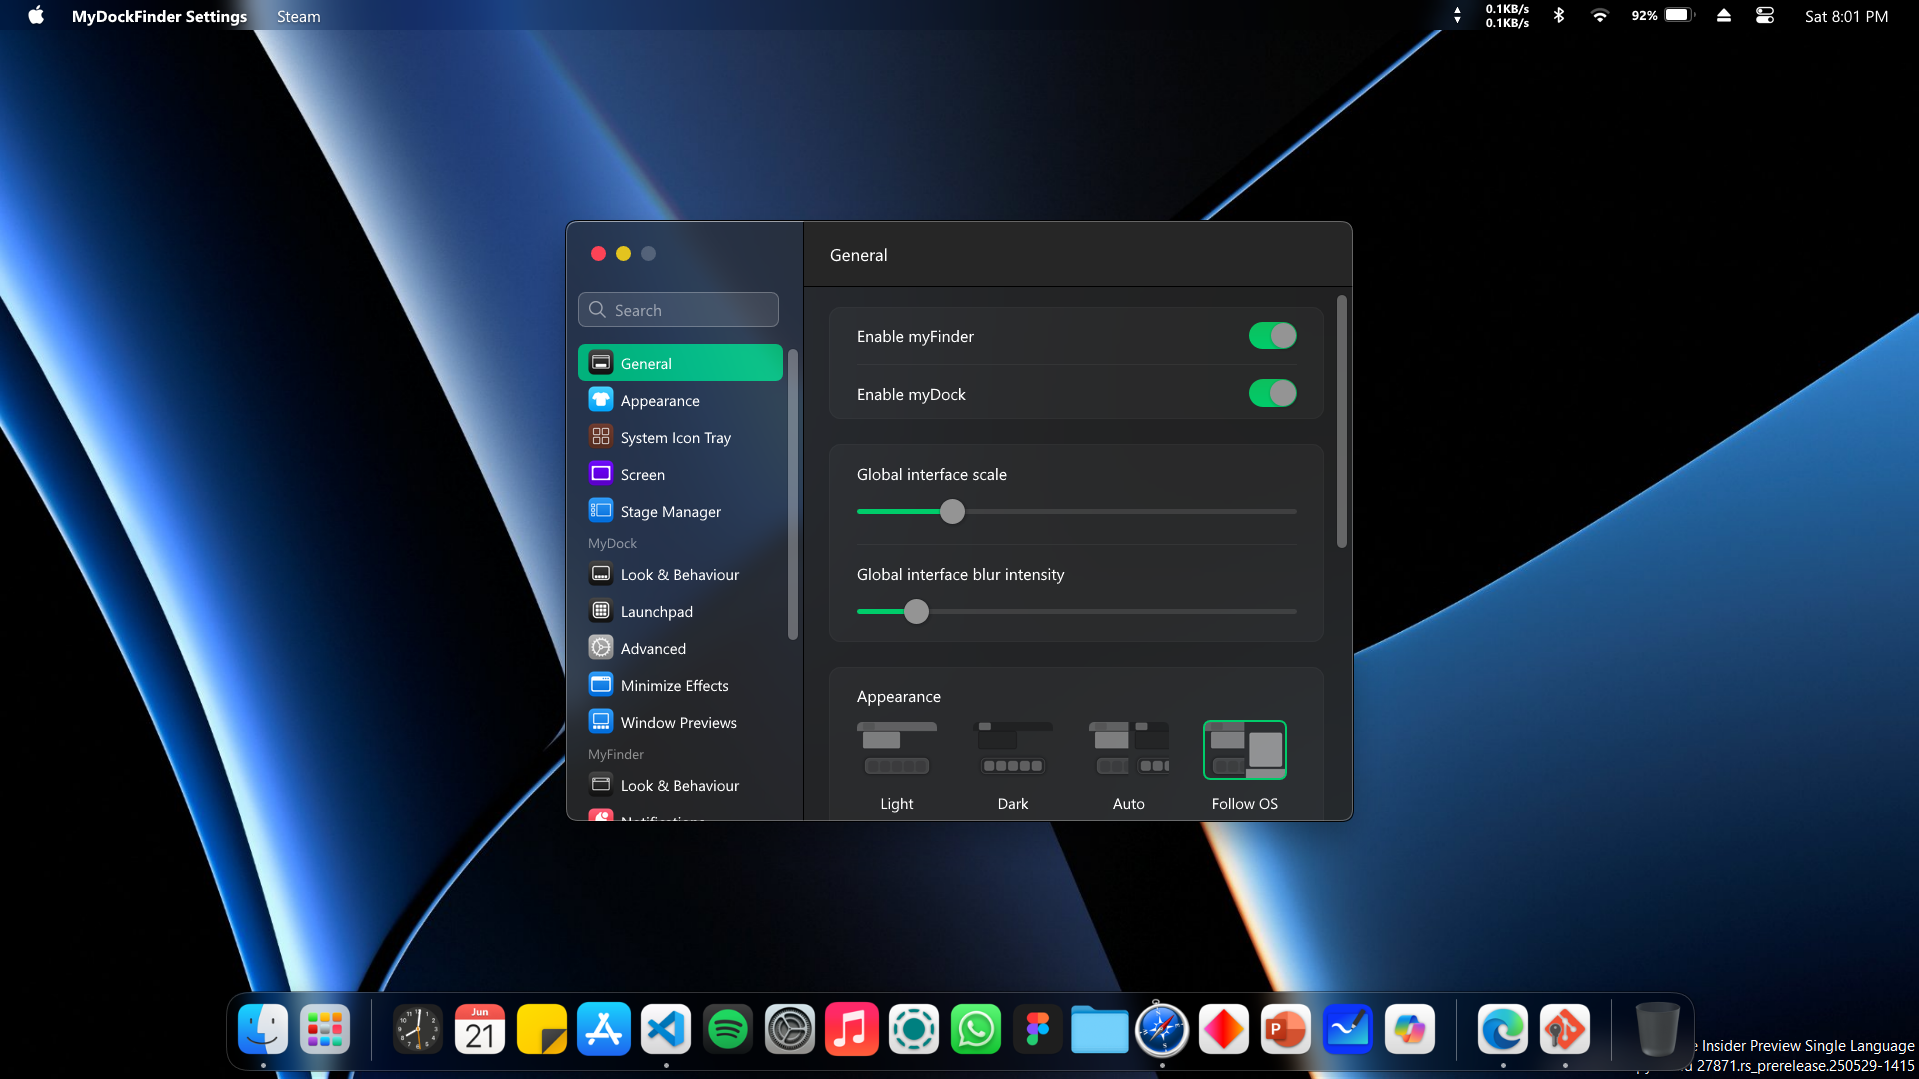 MyDockFinder Settings Steam
0.1KB/s
0.1KB/s
92%
Sat 8:01 PM
General
Search
General
Appearance
System Icon Tray
Screen
Stage Manager
MyDock
Look & Behaviour
Launchpad
Advanced
Minimize Effects
Window Previews
MyFinder
Look & Behaviour
Notifications
Enable myFinder
Enable myDock
Global interface scale
Global interface blur intensity
Appearance
Light Dark Auto Follow OS
Jun
21
Insider Preview Single Language
27871.rs_prerelease.250529-1415